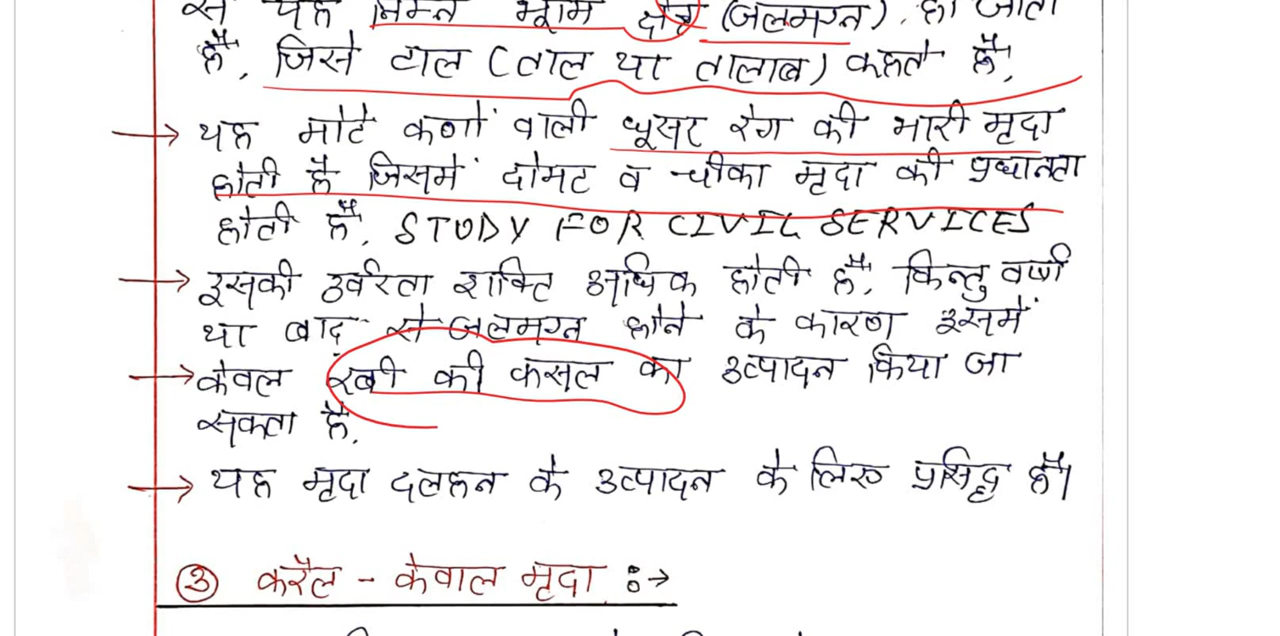 से यह निम्न भूमि क्षेत्र (जलमग्न). हो जाता
है, जिसे टाल (ताल या तालाब) कहते हैं,
→ यह मोटे कणों वाली धूसर रंग की भारी मृदा
होती है जिसमें दोमट व चीका मृदा की प्रधानता
होती हैं, STUDY FOR CIVIL SERVICES
→ इसकी उर्वरता शक्ति अधिक होती हैं, किन्तु वर्षा
या बाढ़ से जलमग्न होने के कारण इसमें
→ केवल रबी की फसल का उत्पादन किया जा
सकता है.
→ यह मृदा दलहन के उत्पादन के लिए प्रसिद्ध हैं।
③ करैल - केवाल मृदा :→